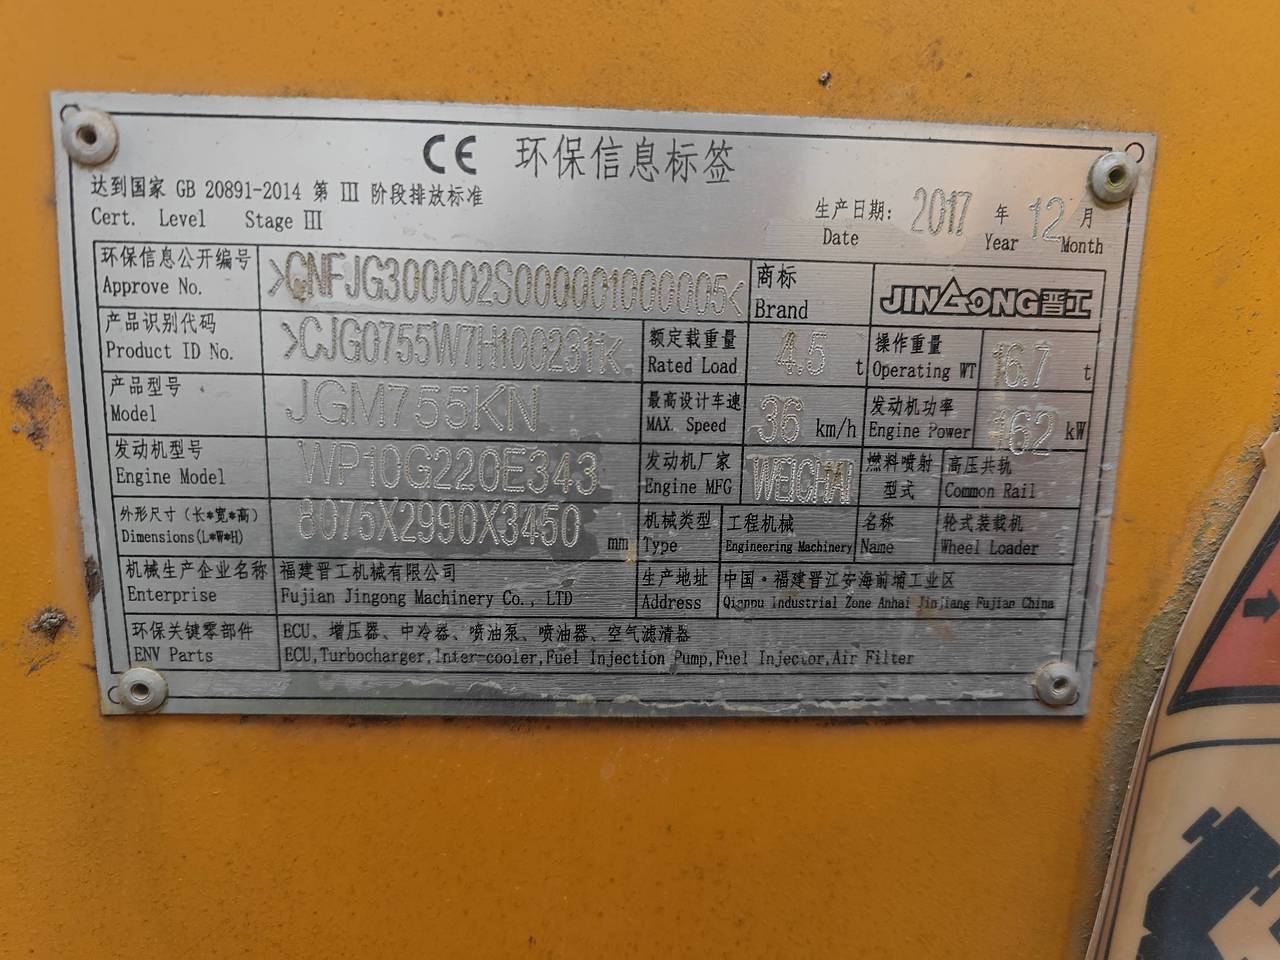 CE 环保信息标签
达到国家 GB 20891-2014 第 III 阶段排放标准
Cert. Level Stage III
生产日期: 2017 年 12 月
Date Year Month
环保信息公开编号 >CNFJG300002S000001000005< 商标 JINGONG晋工
Approve No. Brand
产品识别代码 >CJG0755W7H1002311< 额定载重量 4.5 t 操作重量 16.7 t
Product ID No. Rated Load Operating WT
产品型号 JGM755KN 最高设计车速 36 km/h 发动机功率 162 kW
Model MAX. Speed Engine Power
发动机型号 WP10G220E343 发动机厂家 WEICHAI 燃料喷射 高压共轨
Engine Model Engine MFG 型式 Common Rail
外形尺寸 (长*宽*高) 8075X2990X3450 mm 机械类型 工程机械 名称 轮式装载机
Dimensions(L*W*H) Type Engineering Machinery Name Wheel Loader
机械生产企业名称 福建晋工机械有限公司 生产地址 中国·福建晋江安海前埔工业区
Enterprise Fujian Jingong Machinery Co., LTD Address Qianpu Industrial Zone Anhai Jinjiang Fujian China
环保关键零部件 ECU、增压器、中冷器、喷油泵、喷油器、空气滤清器
ENV Parts ECU,Turbocharger,Inter-cooler,Fuel Injection Pump,Fuel Injector,Air Filter